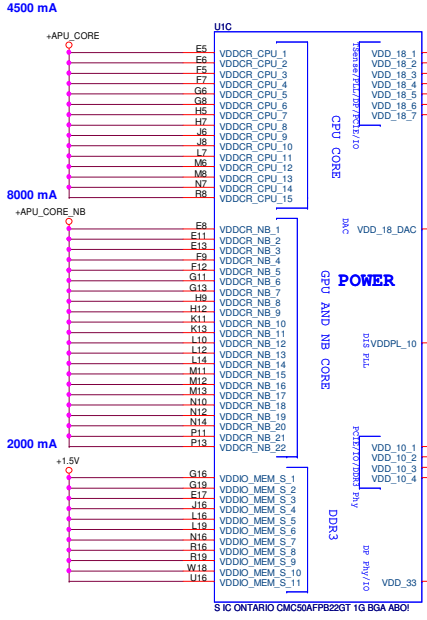 4500 mA
U1C
+APU_CORE
E5 VDDCR_CPU_1 VDD_18_1
E6 VDDCR_CPU_2 VDD_18_2
F5 VDDCR_CPU_3 VDD_18_3
F7 VDDCR_CPU_4 VDD_18_4
G6 VDDCR_CPU_5 VDD_18_5
G8 VDDCR_CPU_6 VDD_18_6
H5 VDDCR_CPU_7 VDD_18_7
H7 VDDCR_CPU_8
J6 VDDCR_CPU_9
J8 VDDCR_CPU_10
L7 VDDCR_CPU_11
M6 VDDCR_CPU_12
M8 VDDCR_CPU_13
N7 VDDCR_CPU_14
R8 VDDCR_CPU_15
CPU CORE
TSense/PLL/DP/PCIE/IO
8000 mA
+APU_CORE_NB
E8 VDDCR_NB_1 DAC VDD_18_DAC
E11 VDDCR_NB_2
E13 VDDCR_NB_3
F9 VDDCR_NB_4
F12 VDDCR_NB_5
G11 VDDCR_NB_6
G13 VDDCR_NB_7
H9 VDDCR_NB_8
H12 VDDCR_NB_9
K11 VDDCR_NB_10
K13 VDDCR_NB_11
L10 VDDCR_NB_12 VDDPL_10
L12 VDDCR_NB_13
L14 VDDCR_NB_14
M11 VDDCR_NB_15
M12 VDDCR_NB_16
M13 VDDCR_NB_17
N10 VDDCR_NB_18
N12 VDDCR_NB_19
N14 VDDCR_NB_20
P11 VDDCR_NB_21
P13 VDDCR_NB_22
GPU AND NB CORE
POWER
DIS PLL
2000 mA
+1.5V
VDD_10_1
VDD_10_2
VDD_10_3
VDD_10_4
PCIE/IO/DDR3 Phy
G16 VDDIO_MEM_S_1
G19 VDDIO_MEM_S_2
E17 VDDIO_MEM_S_3
J16 VDDIO_MEM_S_4
L16 VDDIO_MEM_S_5
L19 VDDIO_MEM_S_6
N16 VDDIO_MEM_S_7
R16 VDDIO_MEM_S_8
R19 VDDIO_MEM_S_9
W18 VDDIO_MEM_S_10
U16 VDDIO_MEM_S_11 VDD_33
DDR3
DP Phy/IO
S IC ONTARIO CMC50AFPB22GT 1G BGA ABO!